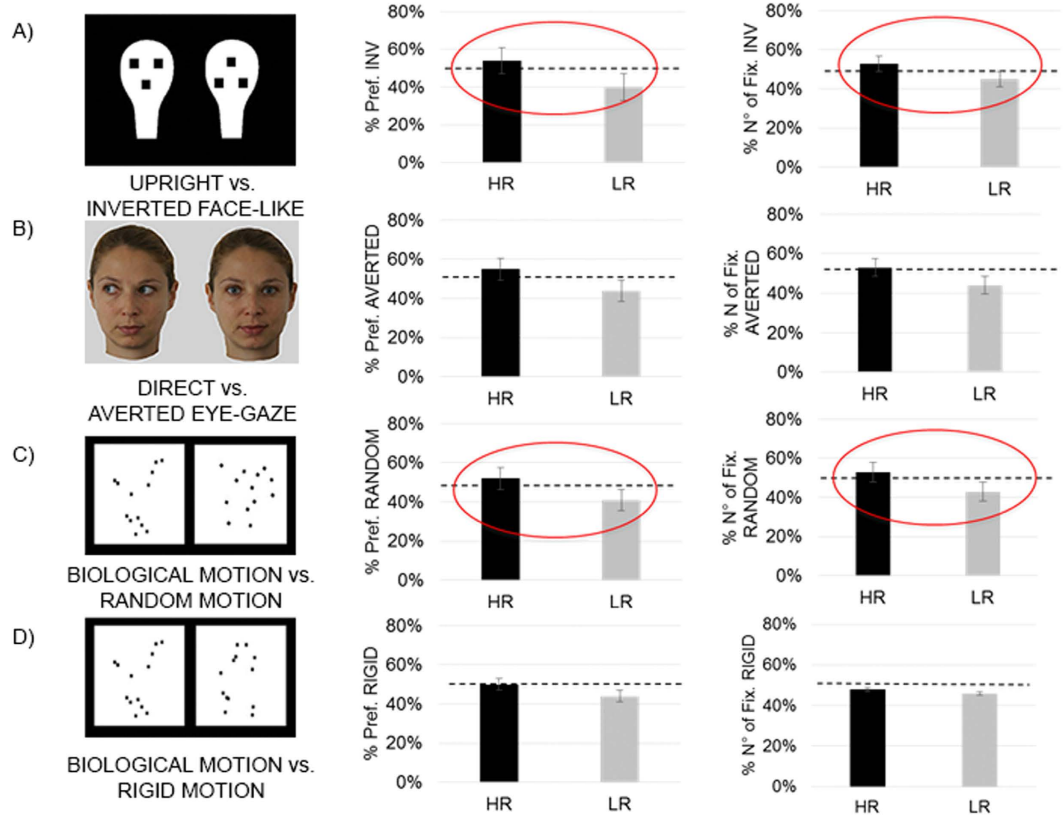 A)
UPRIGHT vs.
INVERTED FACE-LIKE
% Pref. INV
80%
60%
40%
20%
0%
HR LR
% N° of Fix. INV
80%
60%
40%
20%
0%
HR LR
B)
DIRECT vs.
AVERTED EYE-GAZE
% Pref. AVERTED
80%
60%
40%
20%
0%
HR LR
% N of Fix.
AVERTED
80%
60%
40%
20%
0%
HR LR
C)
BIOLOGICAL MOTION vs.
RANDOM MOTION
% Pref. RANDOM
80%
60%
40%
20%
0%
HR LR
% N° of Fix.
RANDOM
80%
60%
40%
20%
0%
HR LR
D)
BIOLOGICAL MOTION vs.
RIGID MOTION
% Pref. RIGID
80%
60%
40%
20%
0%
HR LR
% N° of Fix. RIGID
80%
60%
40%
20%
0%
HR LR